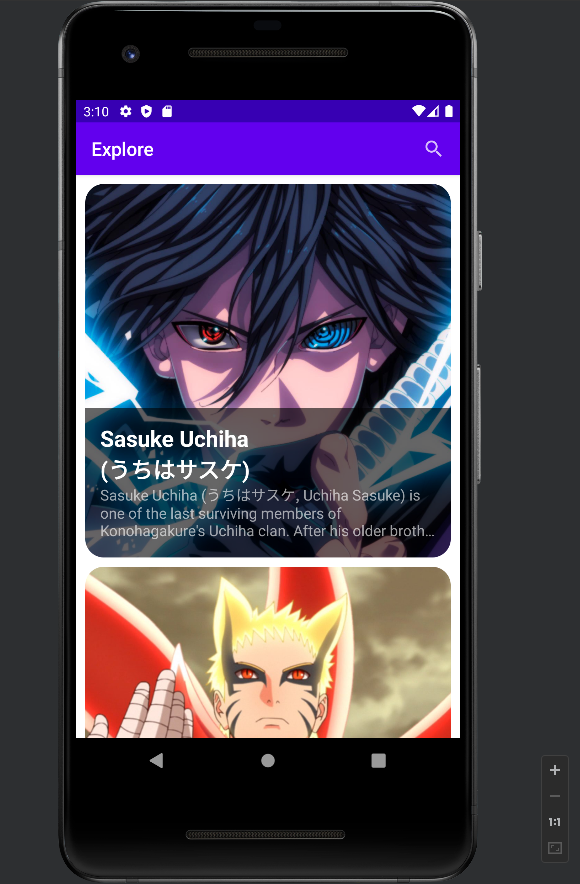 3:10
Explore
Sasuke Uchiha
(うちはサスケ)
Sasuke Uchiha (うちはサスケ, Uchiha Sasuke) is
one of the last surviving members of
Konohagakure's Uchiha clan. After his older broth...
1:1